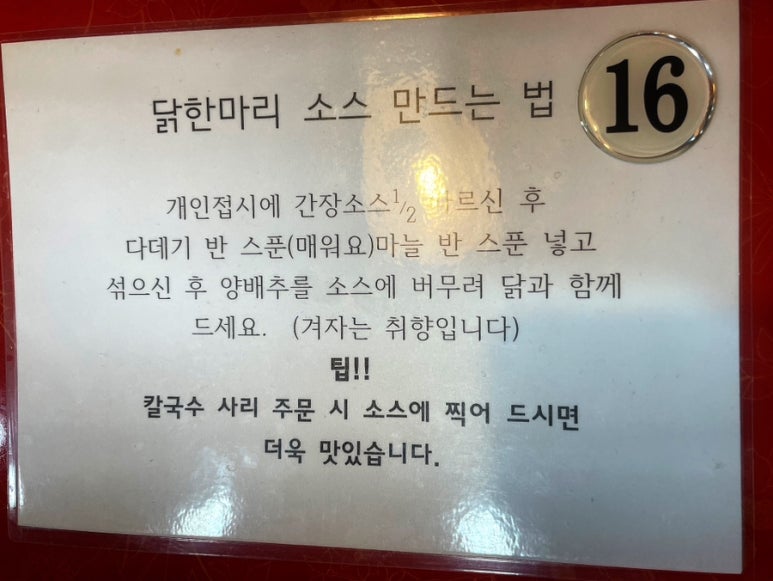 닭한마리 소스 만드는 법
16
개인접시에 간장소스1/2 따르신 후
다데기 반 스푼(매워요)마늘 반 스푼 넣고
섞으신 후 양배추를 소스에 버무려 닭과 함께
드세요. (겨자는 취향입니다)
팁!!
칼국수 사리 주문 시 소스에 찍어 드시면
더욱 맛있습니다.